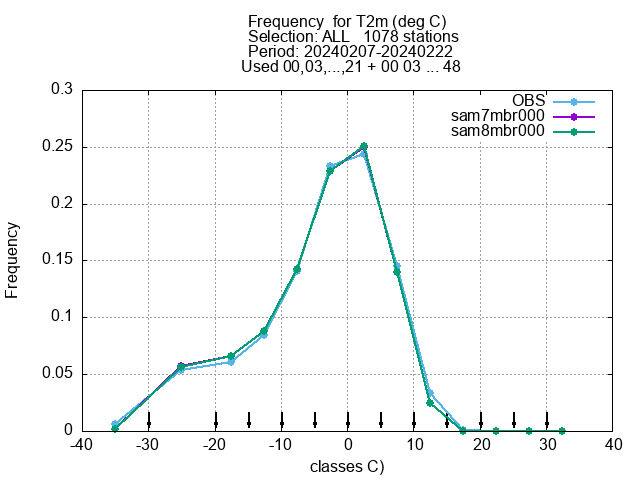 Frequency  for T2m (deg C)
Selection: ALL   1078 stations
Period: 20240207-20240222
Used 00,03,...,21 + 00 03 ... 48
0.3
0.25
0.2
0.15
0.1
0.05
0
Frequency
OBS
sam7mbr000
sam8mbr000
-40 -30 -20 -10 0 10 20 30 40
classes C)